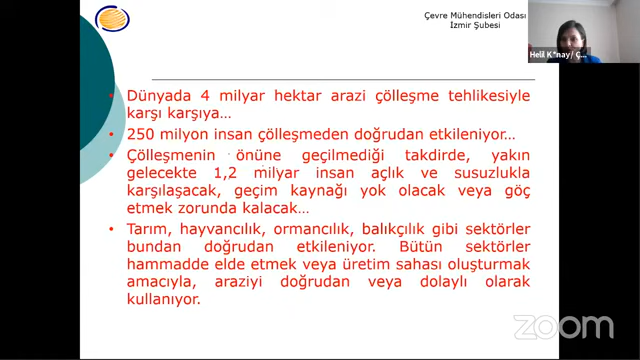 Çevre Mühendisleri Odası
İzmir Şubesi
• Dünyada 4 milyar hektar arazi çölleşme tehlikesiyle
karşı karşıya…
• 250 milyon insan çölleşmeden doğrudan etkileniyor…
• Çölleşmenin önüne geçilmediği takdirde, yakın
gelecekte 1,2 milyar insan açlık ve susuzlukla
karşılaşacak, geçim kaynağı yok olacak veya göç
etmek zorunda kalacak…
• Tarım, hayvancılık, ormancılık, balıkçılık gibi sektörler
bundan doğrudan etkileniyor. Bütün sektörler
hammadde elde etmek veya üretim sahası oluşturmak
amacıyla, araziyi doğrudan veya dolaylı olarak
kullanıyor.
zoom